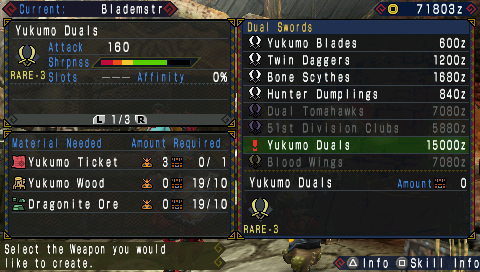 Current: Blademstr
71803z
Yukumo Duals
Attack 160
Shrpnss
RARE-3
Slots --- Affinity 0%
L 1/3 R
Material Needed Amount Required
Yukumo Ticket 3 0/ 1
Yukumo Wood 0 19/10
Dragonite Ore 0 19/10
Select the Weapon you would
like to create.
Dual Swords
Yukumo Blades 600z
Twin Daggers 1200z
Bone Scythes 1680z
Hunter Dumplings 840z
Dual Tomahawks 7080z
51st Division Clubs 5880z
Yukumo Duals 15000z
Blood Wings 7080z
Yukumo Duals Amount 0
RARE-3
Info Skill Info